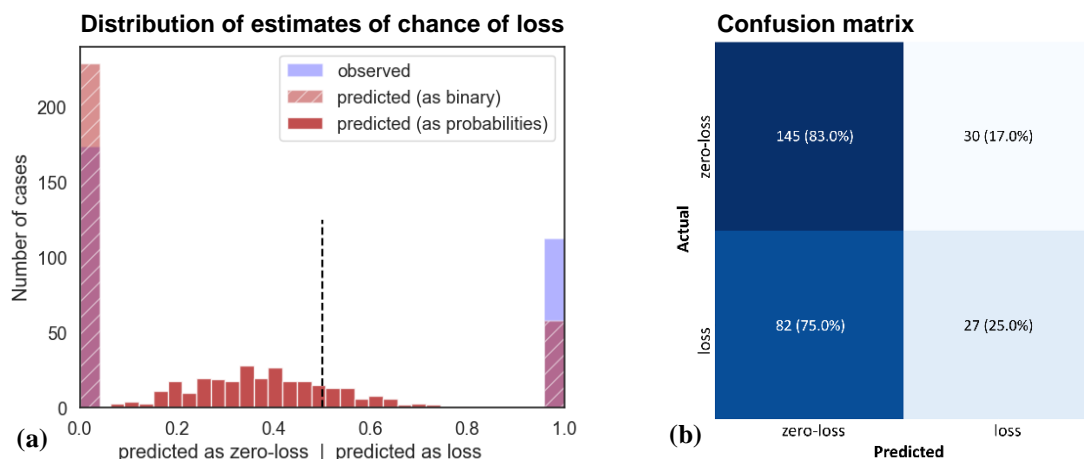 Distribution of estimates of chance of loss
Number of cases
200
150
100
50
0
observed
predicted (as binary)
predicted (as probabilities)
0.0 0.2 0.4 0.6 0.8 1.0
predicted as zero-loss | predicted as loss
(a)
Confusion matrix
Actual
zero-loss
loss
145 (83.0%) 30 (17.0%)
82 (75.0%) 27 (25.0%)
zero-loss loss
Predicted
(b)